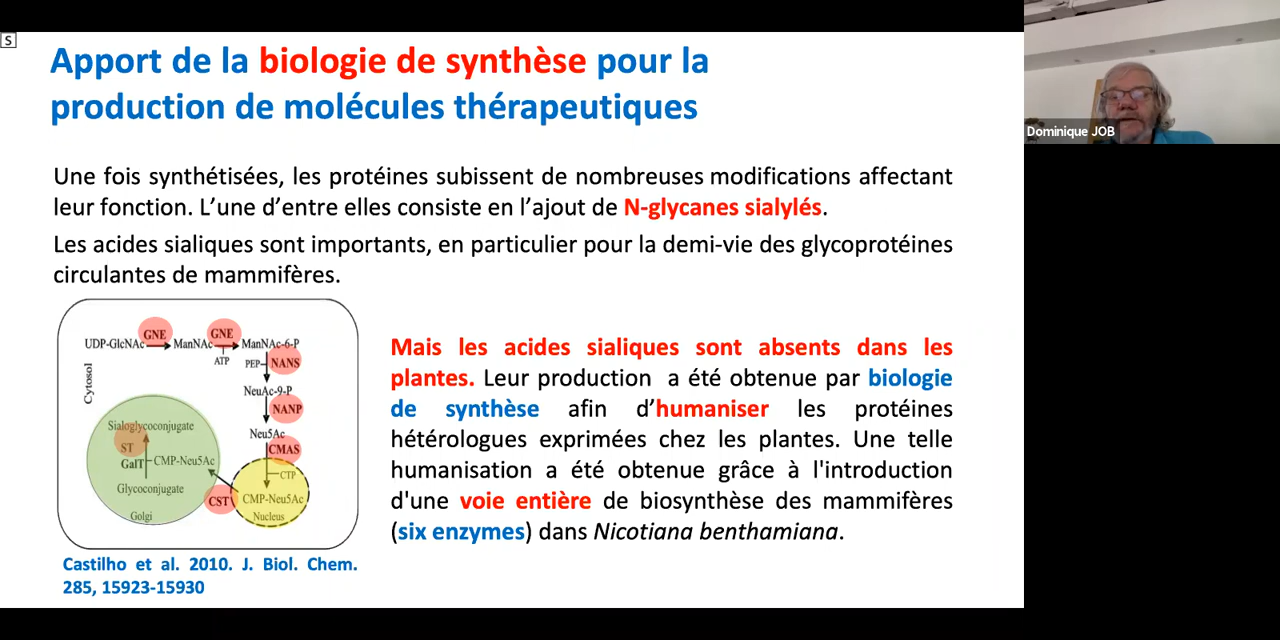 S
Apport de la biologie de synthèse pour la
production de molécules thérapeutiques
Dominique JOB
Une fois synthétisées, les protéines subissent de nombreuses modifications affectant
leur fonction. L’une d’entre elles consiste en l’ajout de N-glycanes sialylés.
Les acides sialiques sont importants, en particulier pour la demi-vie des glycoprotéines
circulantes de mammifères.
GNE GNE
UDP-GlcNAc ManNAc ManNAc-6-P
ATP PEP NANS
Cytosol
NeuAc-9-P
NANP
Sialoglycoconjugate Neu5Ac
ST CMAS
GalT CMP-Neu5Ac
CTP
Glycoconjugate CST CMP-Neu5Ac
Golgi Nucleus
Castilho et al. 2010. J. Biol. Chem.
285, 15923-15930
Mais les acides sialiques sont absents dans les
plantes. Leur production a été obtenue par biologie
de synthèse afin d’humaniser les protéines
hétérologues exprimées chez les plantes. Une telle
humanisation a été obtenue grâce à l'introduction
d'une voie entière de biosynthèse des mammifères
(six enzymes) dans Nicotiana benthamiana.